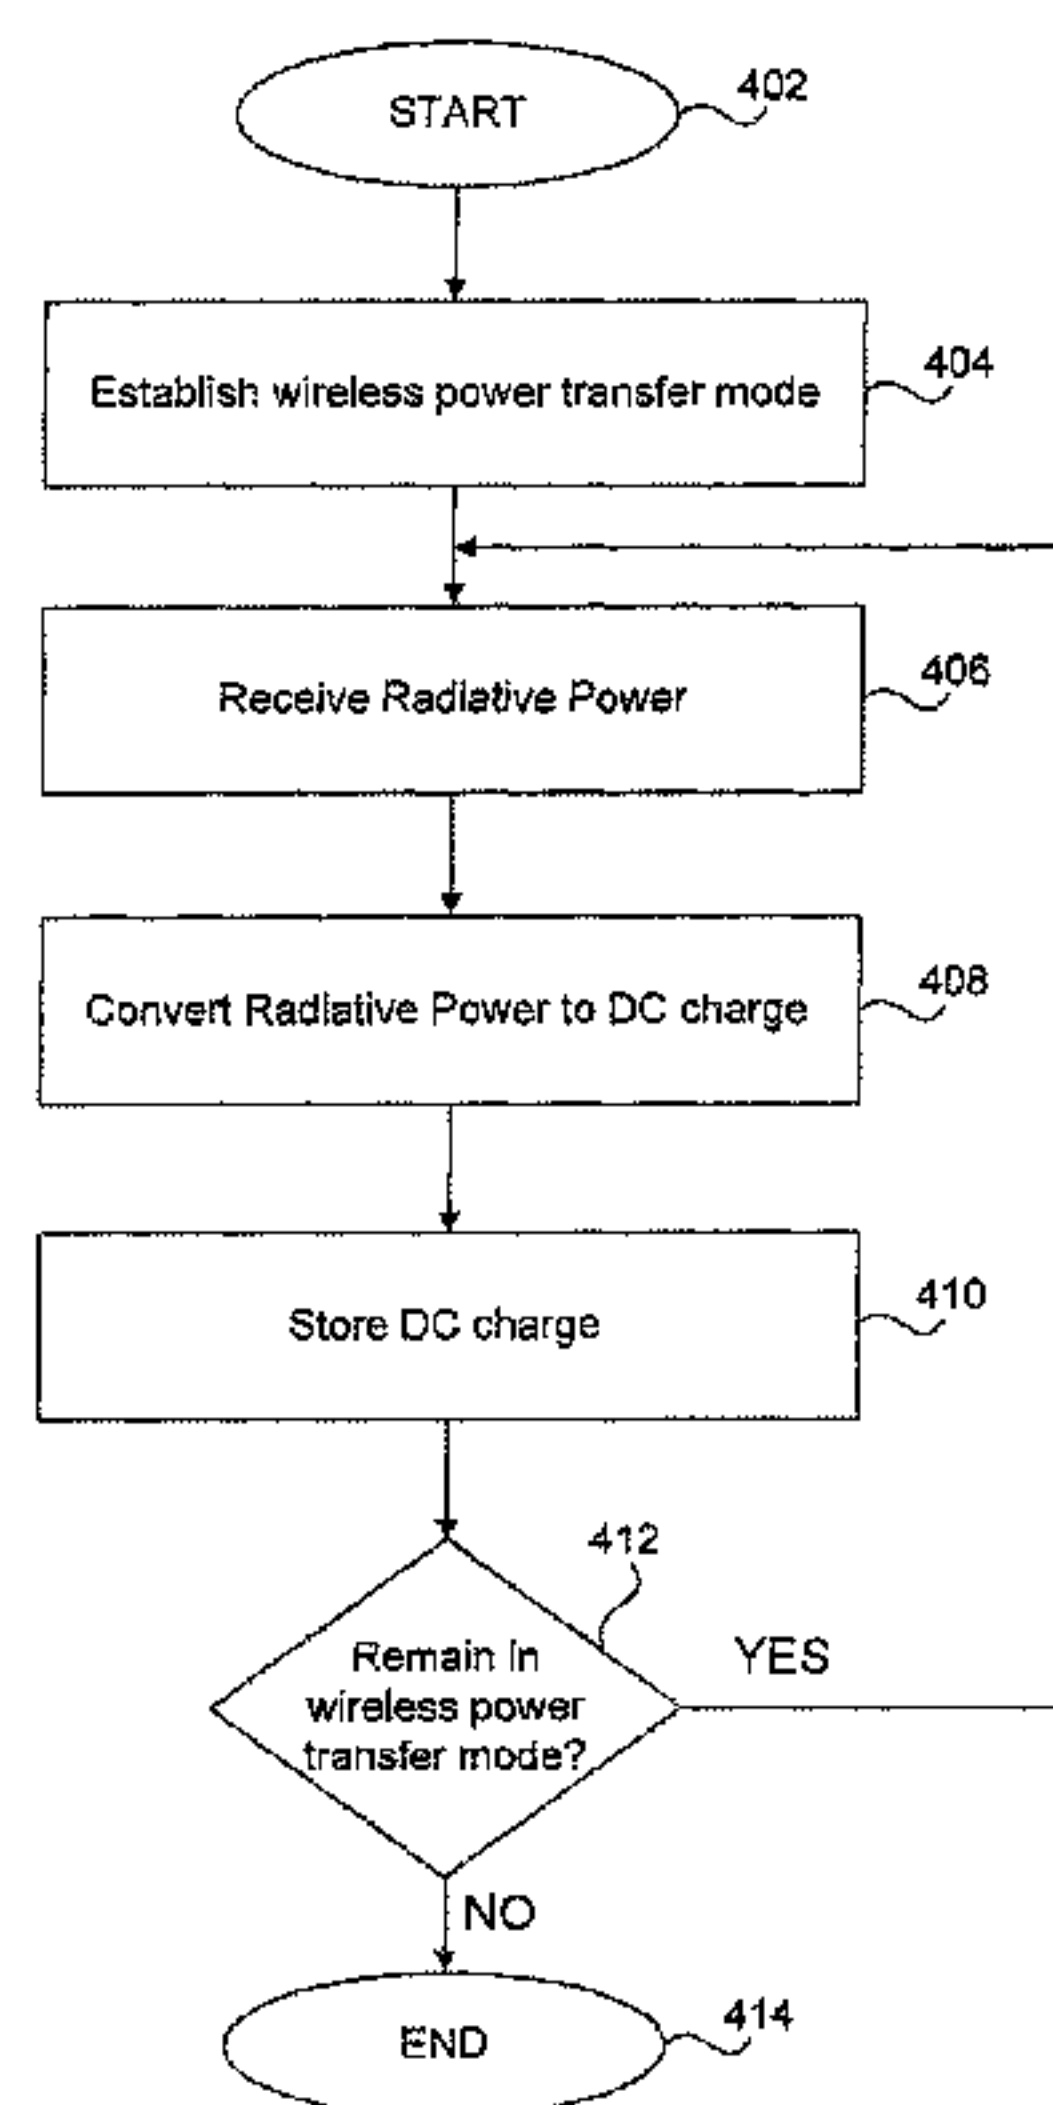 START
402
Establish wireless power transfer mode
404
Receive Radiative Power
406
Convert Radiative Power to DC charge
408
Store DC charge
410
412
Remain in
wireless power
transfer mode?
YES
NO
END
414